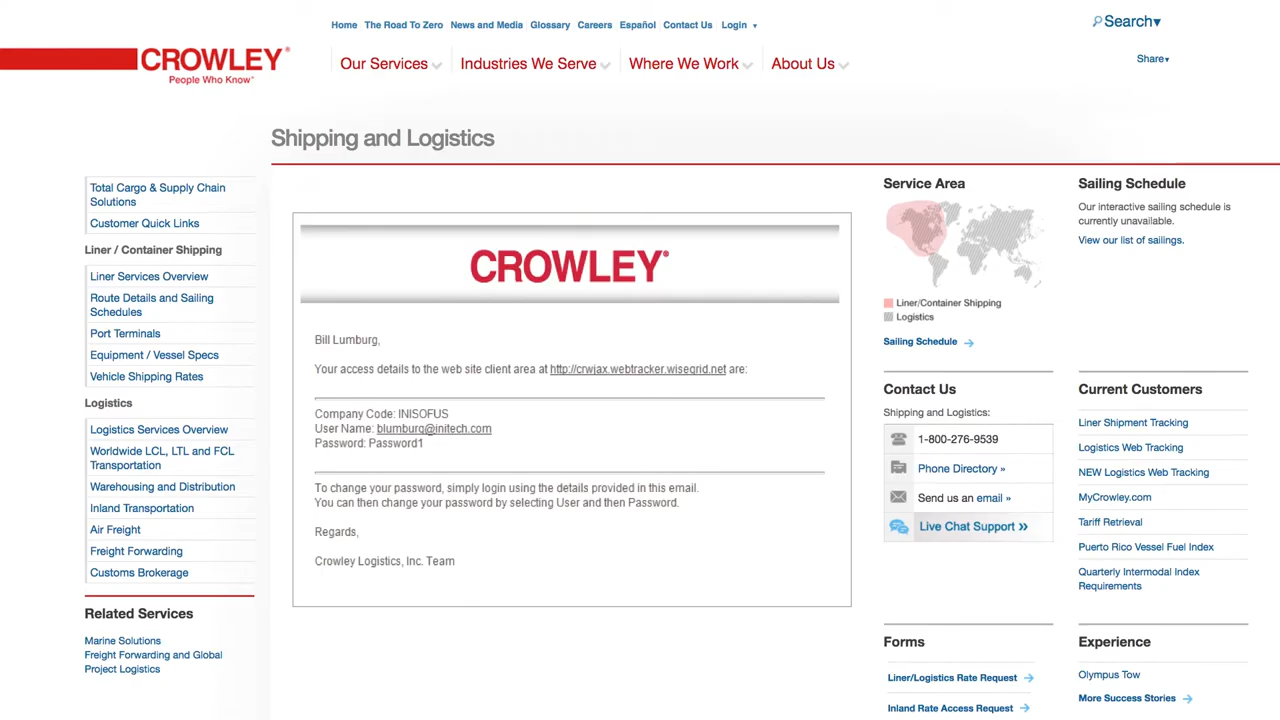 Home The Road To Zero News and Media Glossary Careers Español Contact Us Login ▾
Search▾
CROWLEY®
People Who Know®
Our Services Industries We Serve Where We Work About Us
Share▾
Shipping and Logistics
Total Cargo & Supply Chain
Solutions
Customer Quick Links
Liner / Container Shipping
Liner Services Overview
Route Details and Sailing
Schedules
Port Terminals
Equipment / Vessel Specs
Vehicle Shipping Rates
Logistics
Logistics Services Overview
Worldwide LCL, LTL and FCL
Transportation
Warehousing and Distribution
Inland Transportation
Air Freight
Freight Forwarding
Customs Brokerage
Related Services
Marine Solutions
Freight Forwarding and Global
Project Logistics
CROWLEY®
Bill Lumburg,
Your access details to the web site client area at http://crwjax.webtracker.wisegrid.net are:
Company Code: INISOFUS
User Name: blumburg@initech.com
Password: Password1
To change your password, simply login using the details provided in this email.
You can then change your password by selecting User and then Password.
Regards,
Crowley Logistics, Inc. Team
Service Area
Liner/Container Shipping
Logistics
Sailing Schedule
Contact Us
Shipping and Logistics:
1-800-276-9539
Phone Directory »
Send us an email »
Live Chat Support »
Forms
Liner/Logistics Rate Request
Inland Rate Access Request
Sailing Schedule
Our interactive sailing schedule is
currently unavailable.
View our list of sailings.
Current Customers
Liner Shipment Tracking
Logistics Web Tracking
NEW Logistics Web Tracking
MyCrowley.com
Tariff Retrieval
Puerto Rico Vessel Fuel Index
Quarterly Intermodal Index
Requirements
Experience
Olympus Tow
More Success Stories